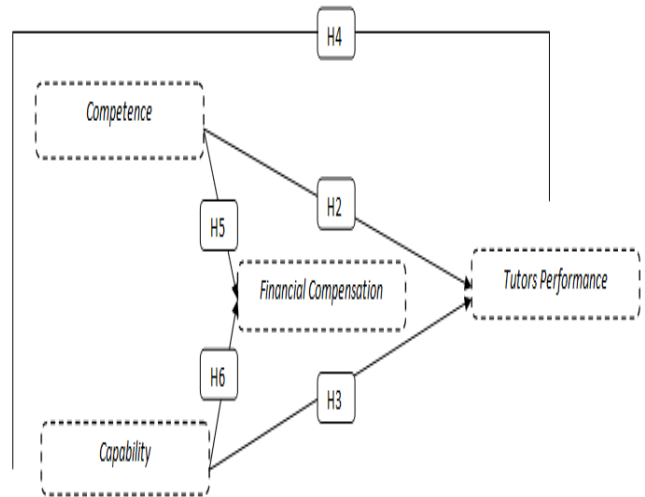 H4
Competence
H2
H5
Financial Compensation
Tutors Performance
H6
H3
Capability